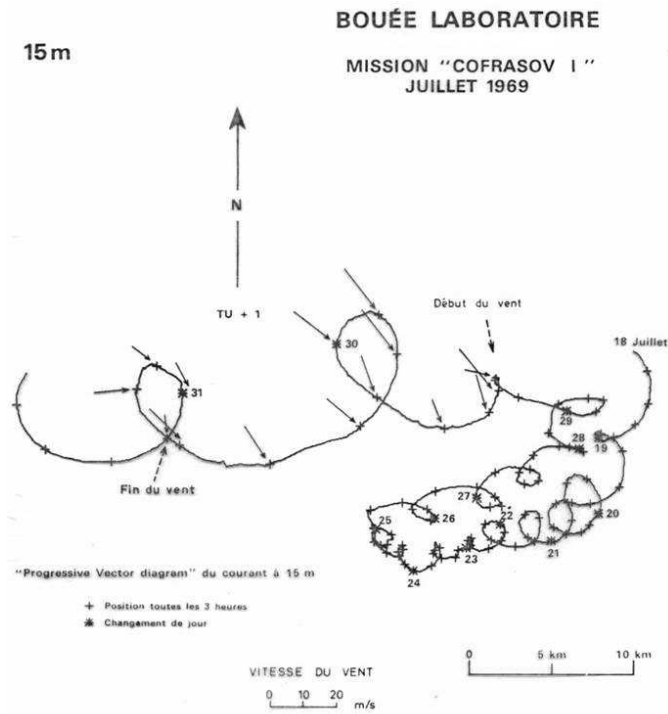 BOUÉE LABORATOIRE
15 m
MISSION "COFRASOV I"
JUILLET 1969
N
TU + 1
Début du vent
18 Juillet
30
31
29
28
19
27
22
20
25
26
23
21
24
Fin du vent
"Progressive Vector diagram" du courant à 15 m
+ Position toutes les 3 heures
✳ Changement de jour
0 5 km 10 km
VITESSE DU VENT
0 10 20 m/s